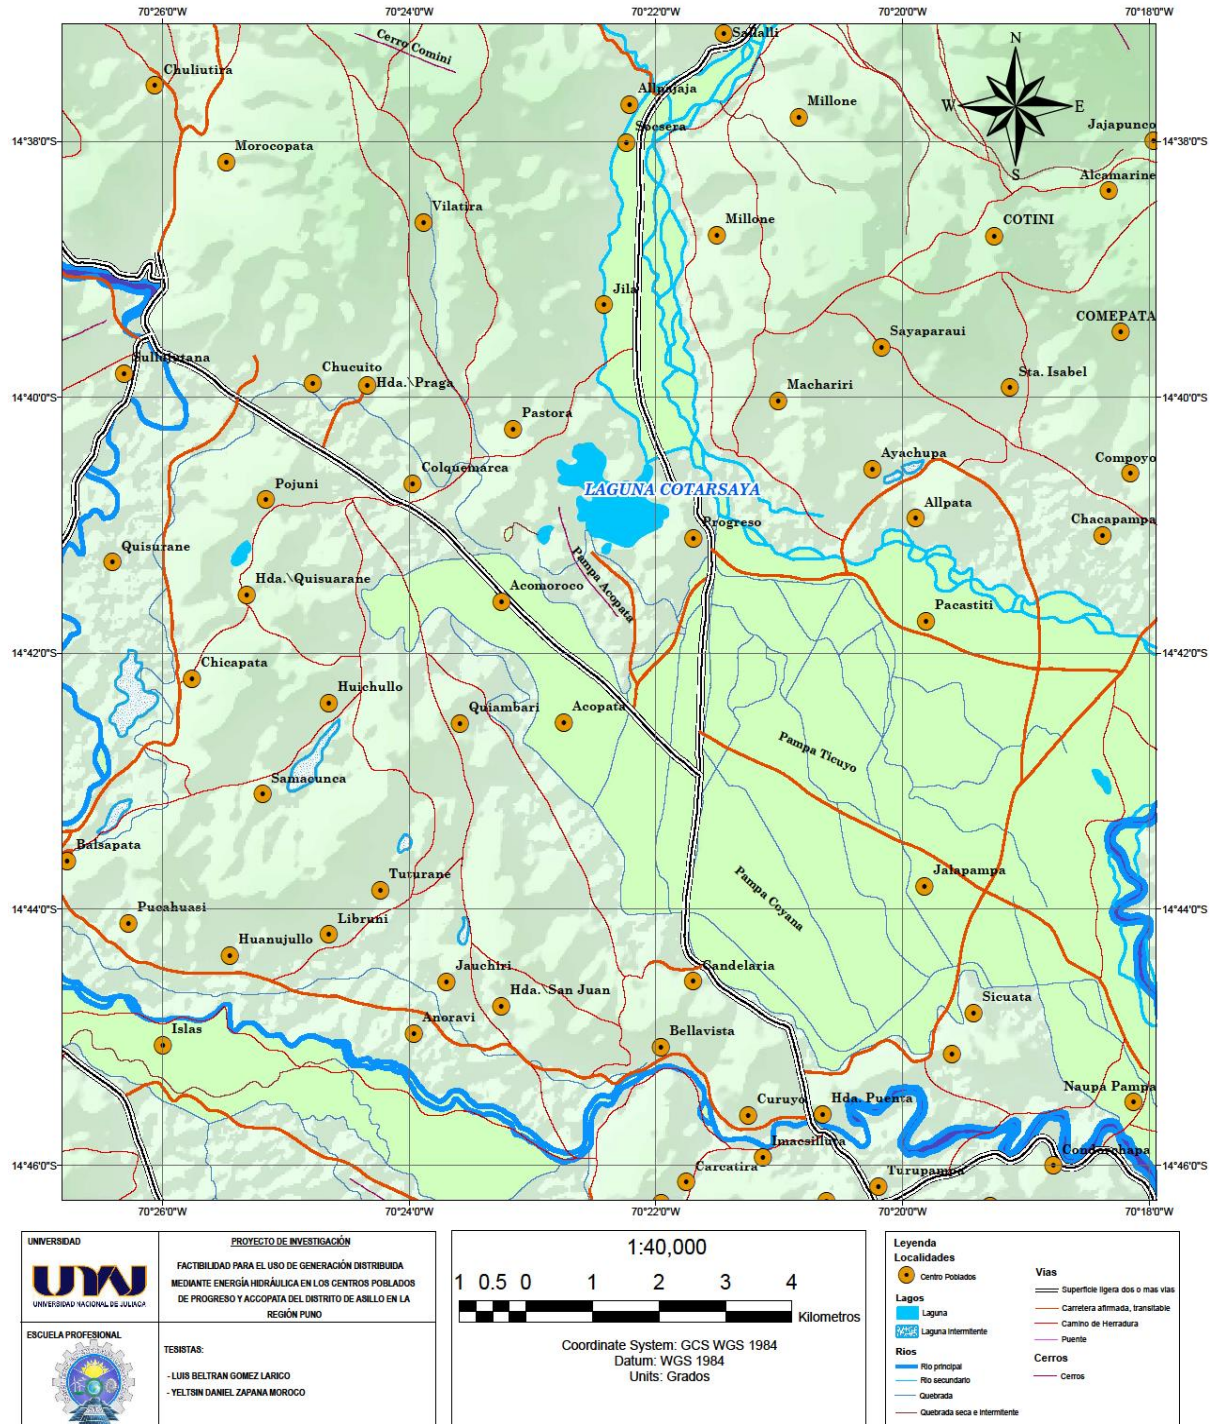 70°26'0"W
70°24'0"W
70°22'0"W
70°20'0"W
70°18'0"W
Sallalli
Cerro Comini
N
Chuliutira
Allpajaja
Millone
W
E
14°38'0"S
Socsera
Jajapunco
14°38'0"S
Morocopata
S
Alcamarine
Vilatira
Millone
COTINI
Jila
COMEPATA
Sayaparaui
Sullulutana
Chucuito
Hda.\Praga
Machariri
Sta. Isabel
14°40'0"S
14°40'0"S
Pastora
Colquemarca
Ayachupa
Compoyo
Pojuni
LAGUNA COTARSAYA
Allpata
Chacapampa
Progreso
Quisurane
Pampa Acopata
Hda.\Quisuarane
Acomoroco
Pacastiti
14°42'0"S
14°42'0"S
Chicapata
Huichullo
Quiambari
Acopata
Pampa Ticuyo
Samacunca
Balsapata
Tuturane
Jalapampa
Pampa Coyana
Pucahuasi
14°44'0"S
14°44'0"S
Libruni
Huanujullo
Jauchiri
Candelaria
Hda.\San Juan
Sicuata
Islas
Anoravi
Bellavista
Naupa Pampa
Curuyo
Hda. Puenta
Imacsilluta
Condorchapa
14°46'0"S
14°46'0"S
Carcatira
Turupampa
70°26'0"W
70°24'0"W
70°22'0"W
70°20'0"W
70°18'0"W
UNIVERSIDAD
UNAJ
UNIVERSIDAD NACIONAL DE JULIACA
PROYECTO DE INVESTIGACIÓN
FACTIBILIDAD PARA EL USO DE GENERACIÓN DISTRIBUIDA
MEDIANTE ENERGÍA HIDRÁULICA EN LOS CENTROS POBLADOS
DE PROGRESO Y ACCOPATA DEL DISTRITO DE ASILLO EN LA
REGIÓN PUNO
ESCUELA PROFESIONAL
TESISTAS:
- LUIS BELTRAN GOMEZ LARICO
- YELTSIN DANIEL ZAPANA MOROCO
1:40,000
1 0.5 0 1 2 3 4
Kilometros
Coordinate System: GCS WGS 1984
Datum: WGS 1984
Units: Grados
Leyenda
Localidades
Centro Poblados
Lagos
Laguna
Laguna Intermitente
Rios
Rio principal
Rio secundario
Quebrada
Quebrada seca e Intermitente
Vias
Superficie ligera dos o mas vias
Carretera afirmada, transitable
Camino de Herradura
Puente
Cerros
Cerros